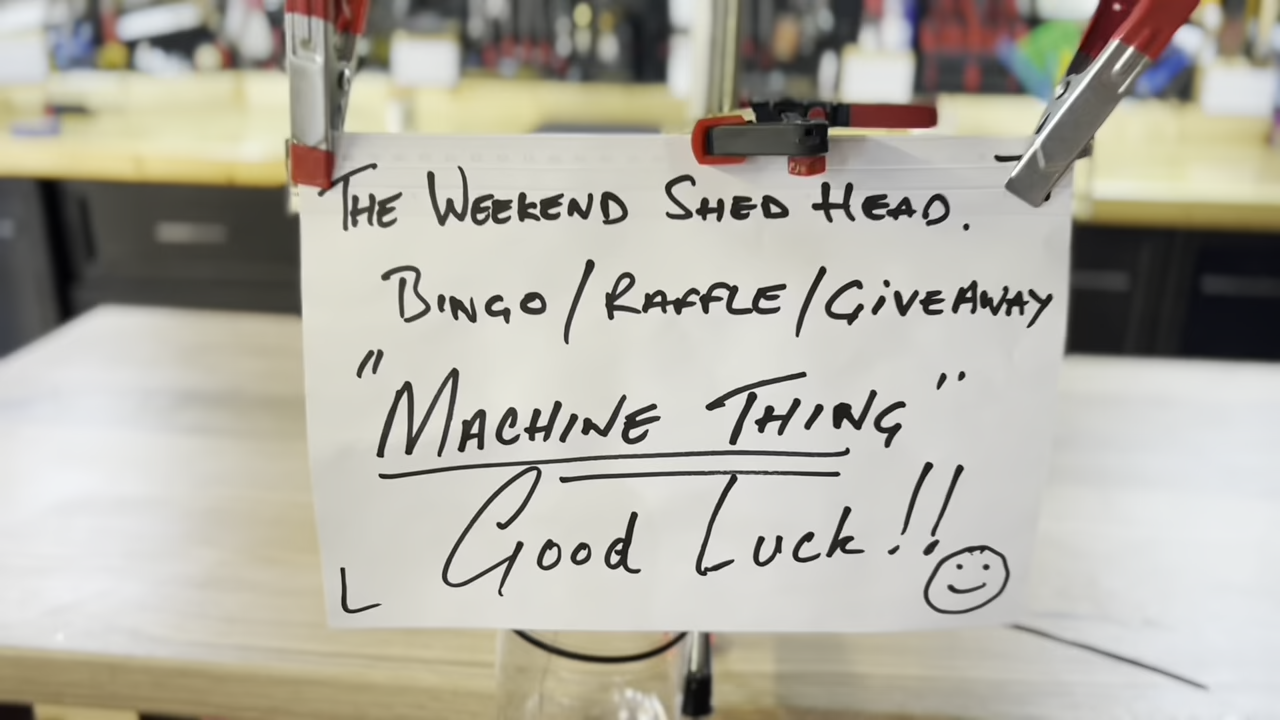 THE WEEKEND SHED HEAD.
BINGO/RAFFLE/GIVEAWAY
"MACHINE THING"
Good Luck!!